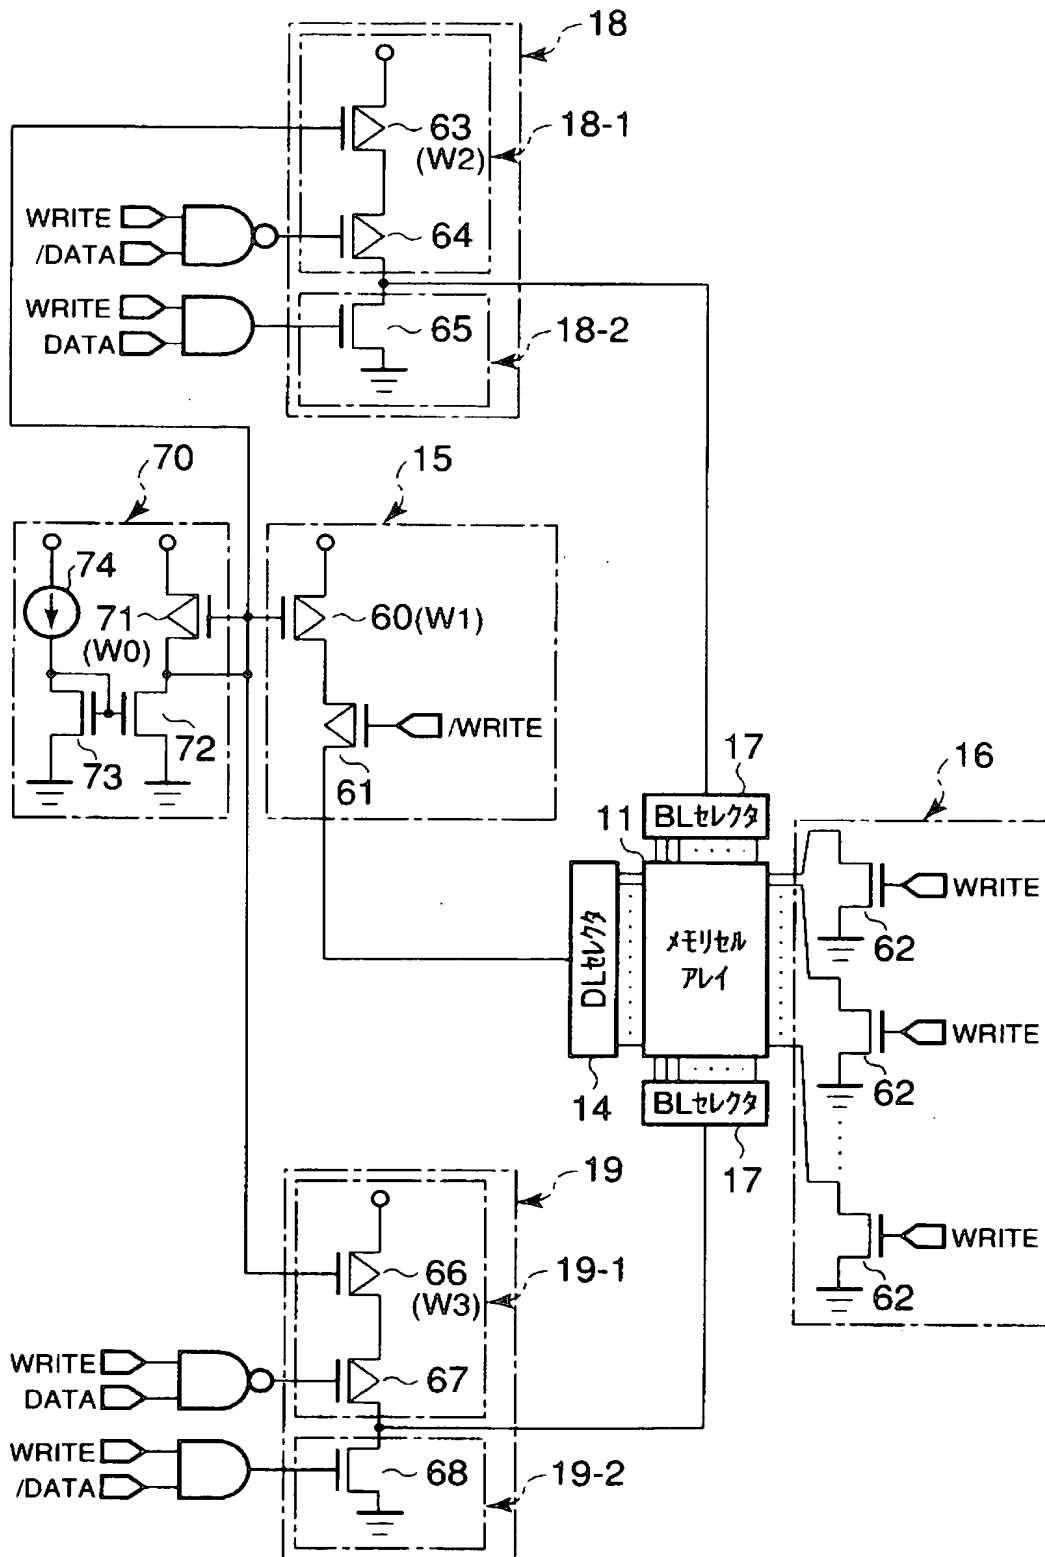 18
63
(W2)
18-1
WRITE
/DATA
64
WRITE
DATA
65
18-2
70
15
74
71
(W0)
60(W1)
72
73
/WRITE
61
17
16
BLセレクタ
11
WRITE
DLセレクタ
メモリセル
アレイ
62
WRITE
62
14
BLセレクタ
17
WRITE
62
19
66
(W3)
19-1
WRITE
DATA
67
WRITE
/DATA
68
19-2